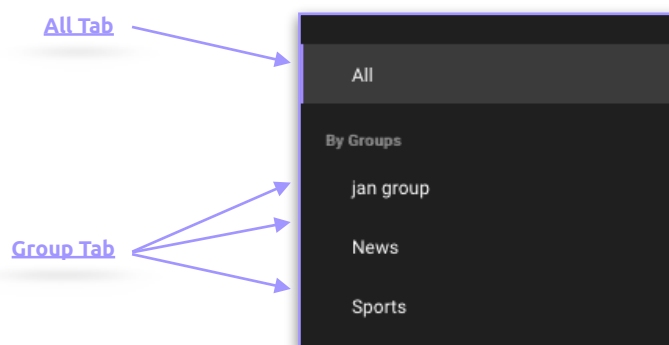 All Tab
All
By Groups
jan group
Group Tab
News
Sports